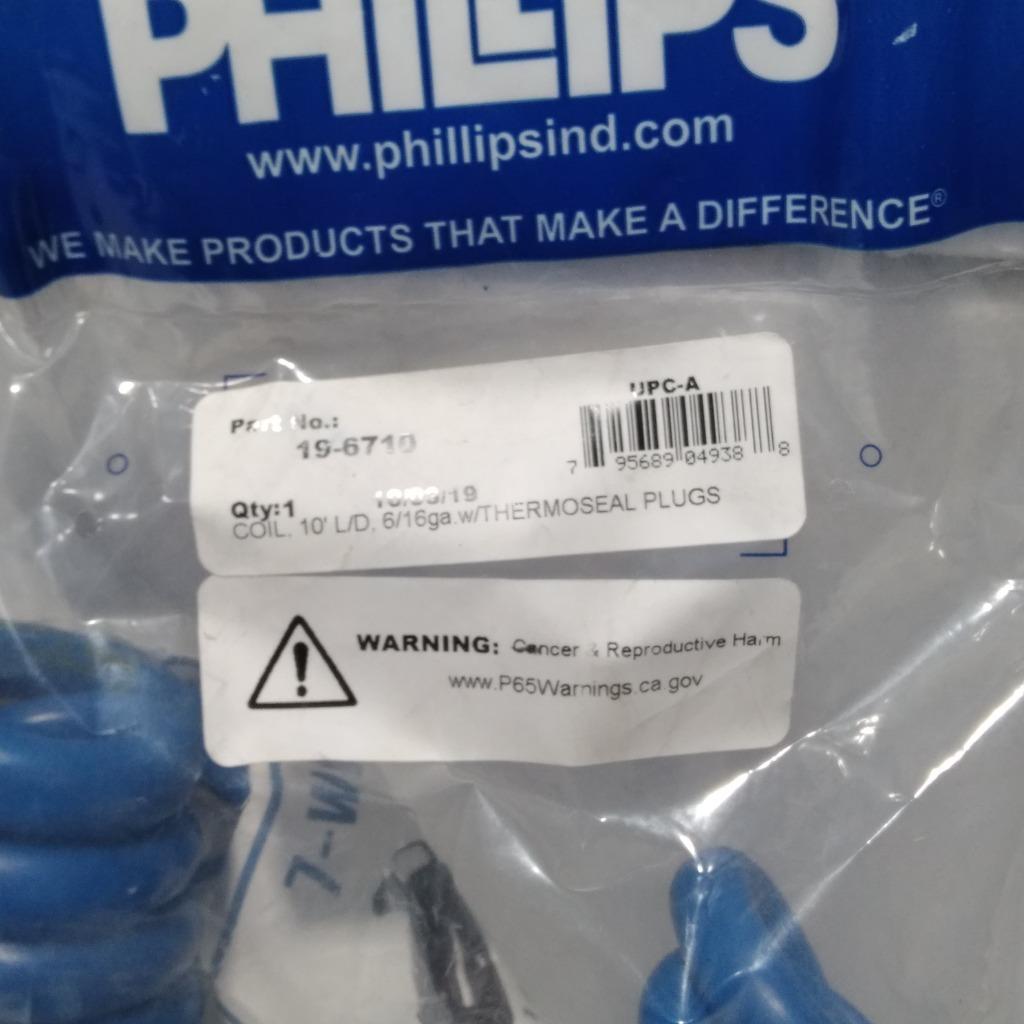 PHILLIPS
www.phillipsind.com
WE MAKE PRODUCTS THAT MAKE A DIFFERENCE®
Part No.:
19-6710
UPC-A
7 95689 04938 8
Qty:1
COIL, 10' L/D, 6/16ga.w/THERMOSEAL PLUGS
WARNING: Cancer & Reproductive Harm
www.P65Warnings.ca.gov